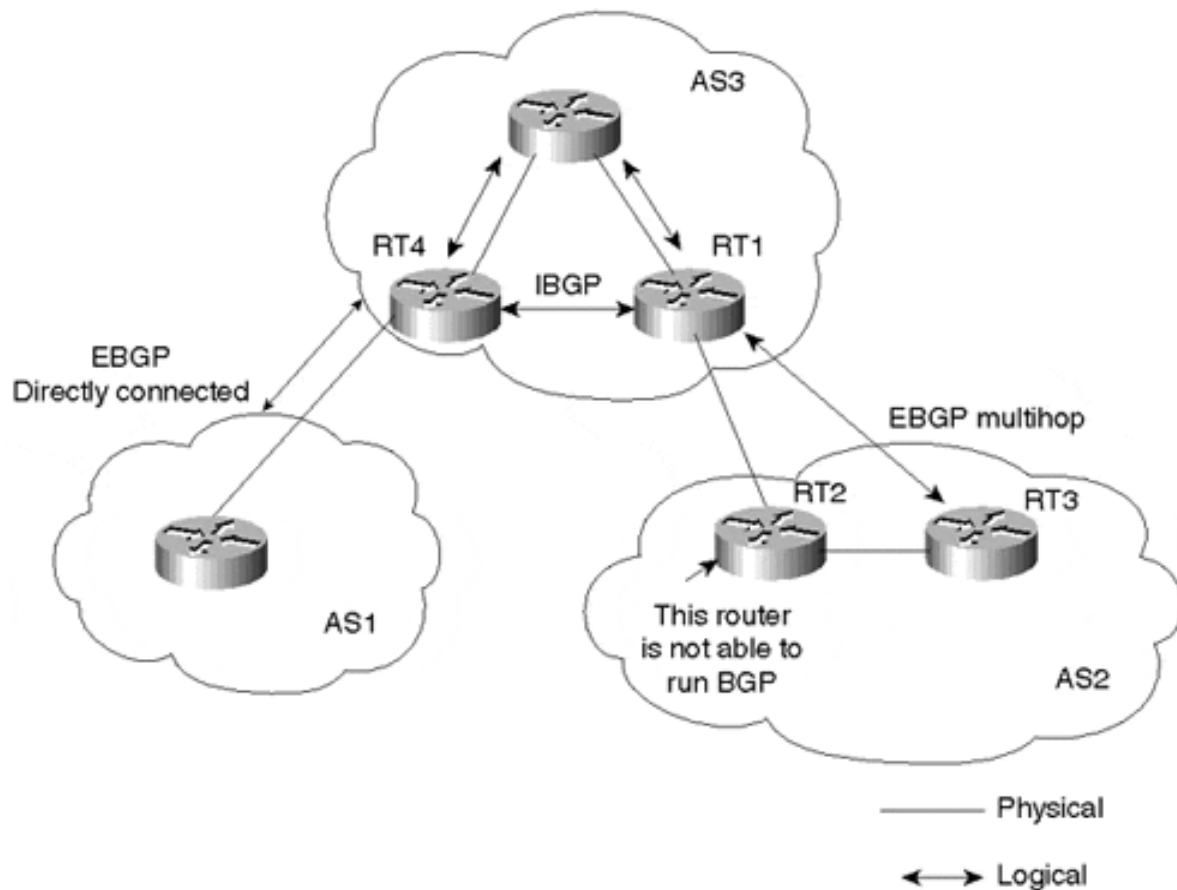 AS3
RT4
RT1
IBGP
EBGP
Directly connected
EBGP multihop
RT2
RT3
AS1
This router
is not able to
run BGP
AS2
Physical
Logical